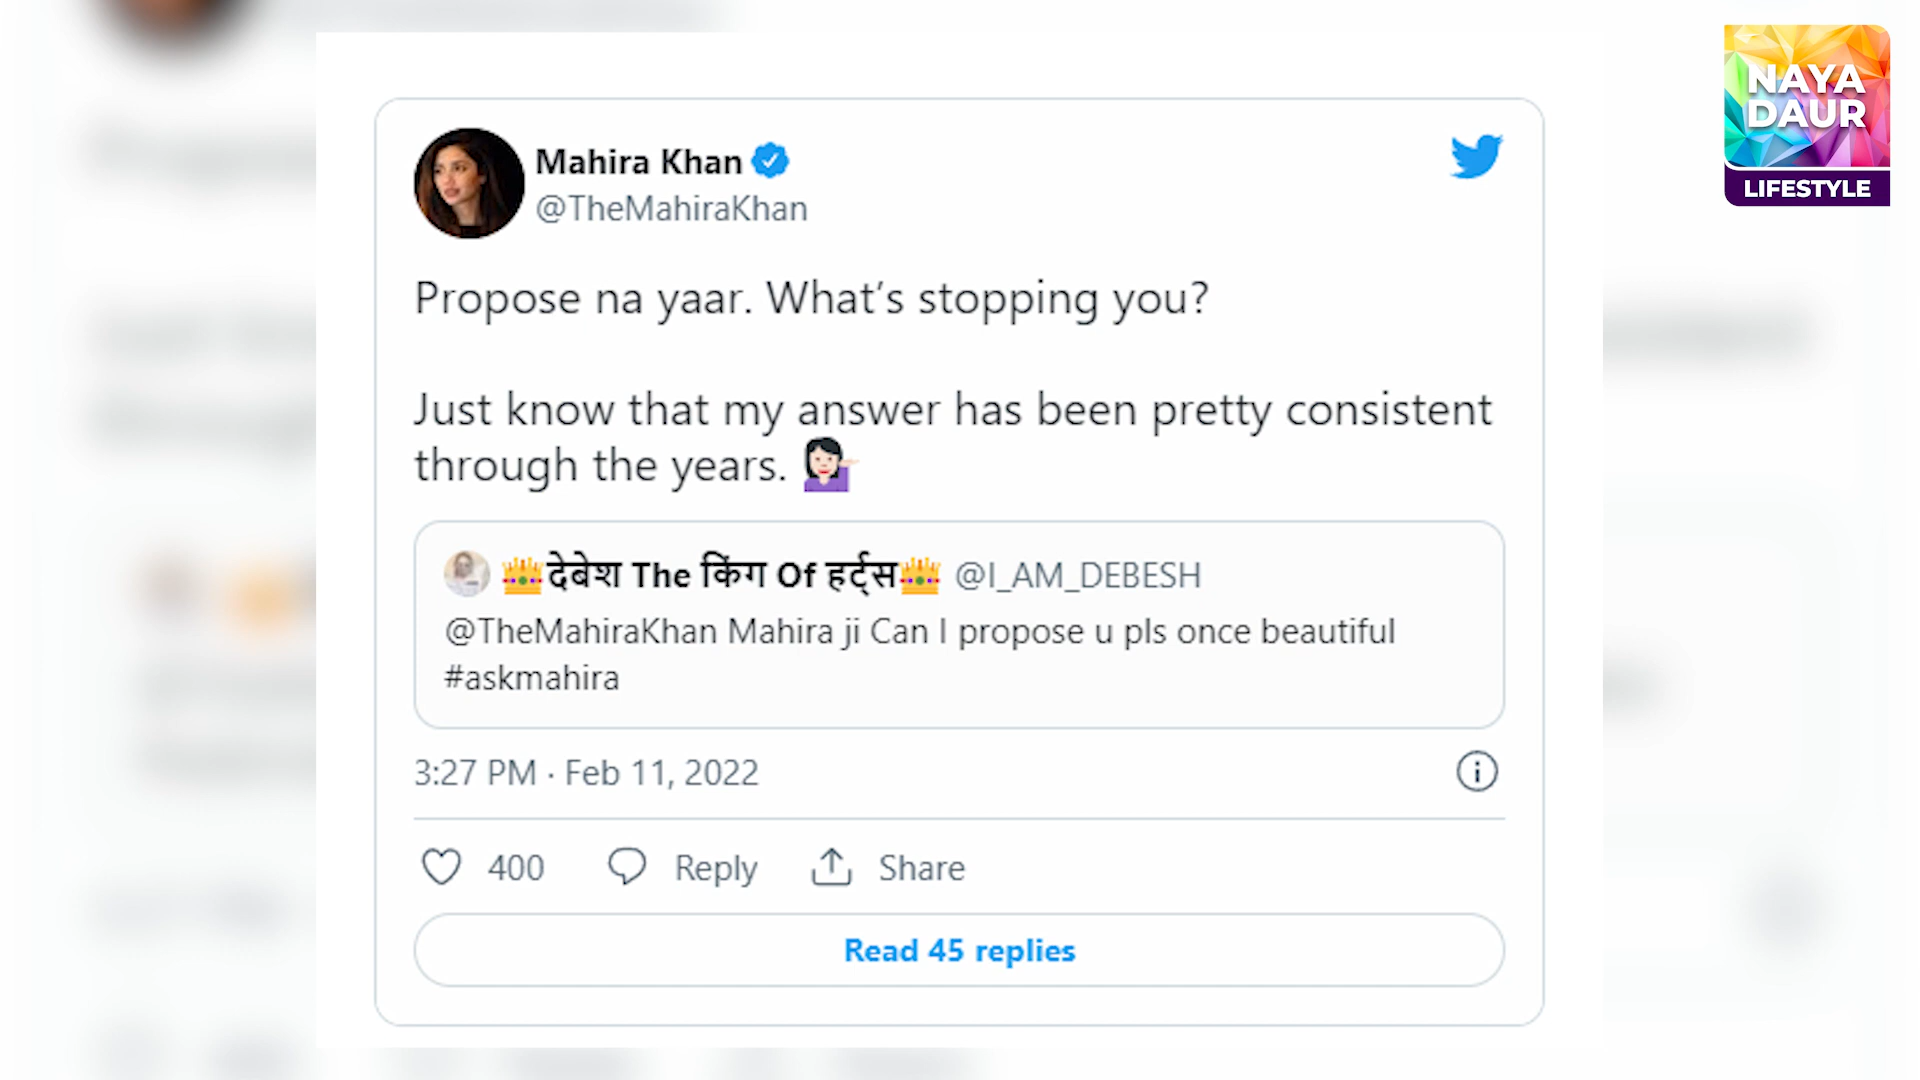 NAYA
DAUR
LIFESTYLE
Mahira Khan
@TheMahiraKhan
Propose na yaar. What’s stopping you?
Just know that my answer has been pretty consistent
through the years. 💁🏻‍♀️
👑देबेश The किंग Of हर्ट्स👑 @I_AM_DEBESH
@TheMahiraKhan Mahira ji Can I propose u pls once beautiful
#askmahira
3:27 PM · Feb 11, 2022
400 Reply Share
Read 45 replies